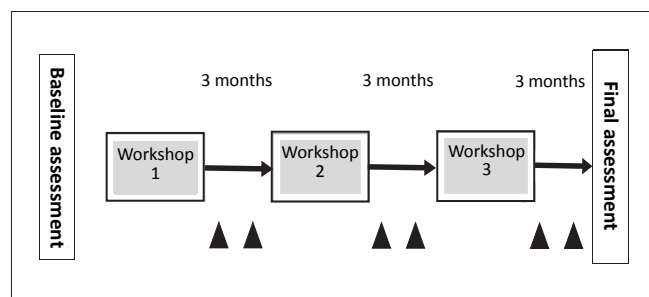 Baseline assessment
3 months
3 months
3 months
Workshop
1
Workshop
2
Workshop
3
Final assessment